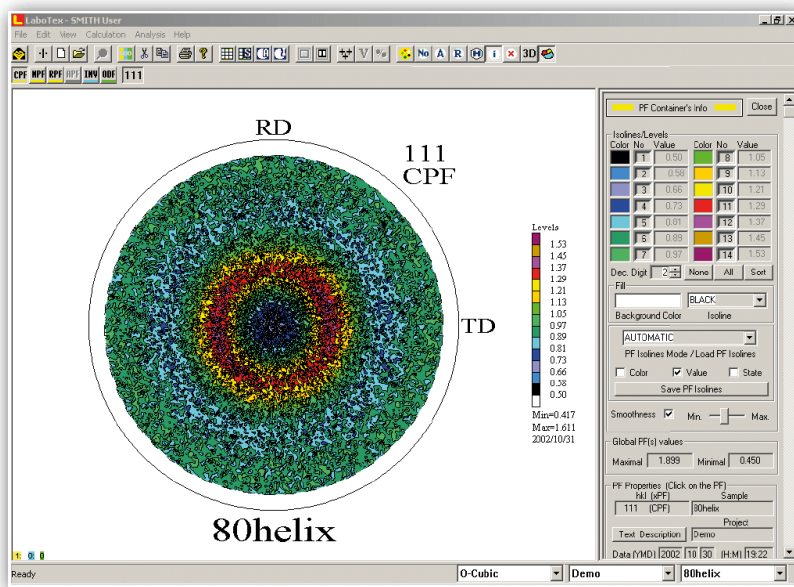 LaboTex - SMITH User
File Edit View Calculation Analysis Help
No A R i 3D
CPF NPF RPF APF INV ODF 111
RD
111
CPF
TD
80helix
Levels
1.53
1.45
1.37
1.29
1.21
1.13
1.05
0.97
0.89
0.81
0.73
0.66
0.58
0.50
Min=0.417
Max=1.611
2002/10/31
PF Container's Info Close
Isolines/Levels
Color No Value Color No Value
1 0.50 8 1.05
2 0.58 9 1.13
3 0.66 10 1.21
4 0.73 11 1.29
5 0.81 12 1.37
6 0.89 13 1.45
7 0.97 14 1.53
Dec. Digit 2 None All Sort
Fill
BLACK
Background Color Isoline
AUTOMATIC
PF Isolines Mode / Load PF Isolines
Color Value State
Save PF Isolines
Smoothness Min. Max.
Global PF(s) values
Maximal 1.899 Minimal 0.450
PF Properties (Click on the PF)
hkl (xPF) Sample
111 (CPF) 80helix
Project
Text Description Demo
Data (YMD) 2002 10 30 (H:M) 19:22
1: 0: 0
Ready O-Cubic Demo 80helix